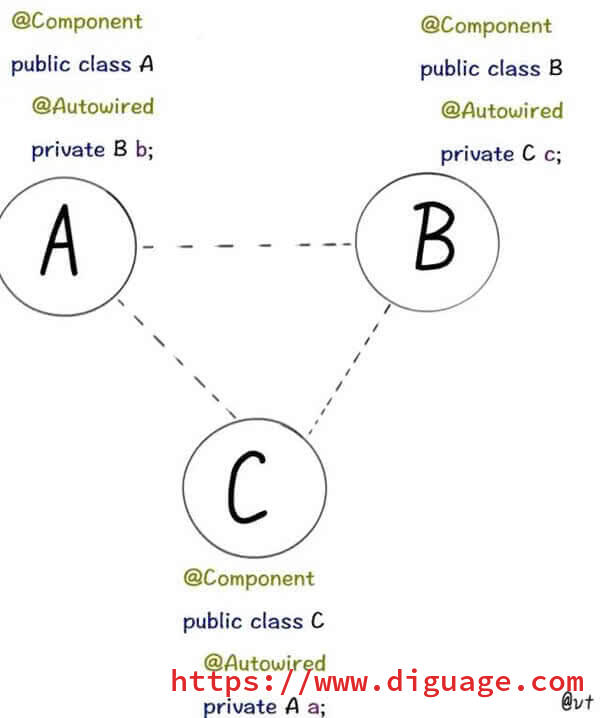 @Component
public class A
@Autowired
private B b;
@Component
public class B
@Autowired
private C c;
A
B
C
@Component
public class C
@Autowired
https://www.diguage.com
private A a;
@vt